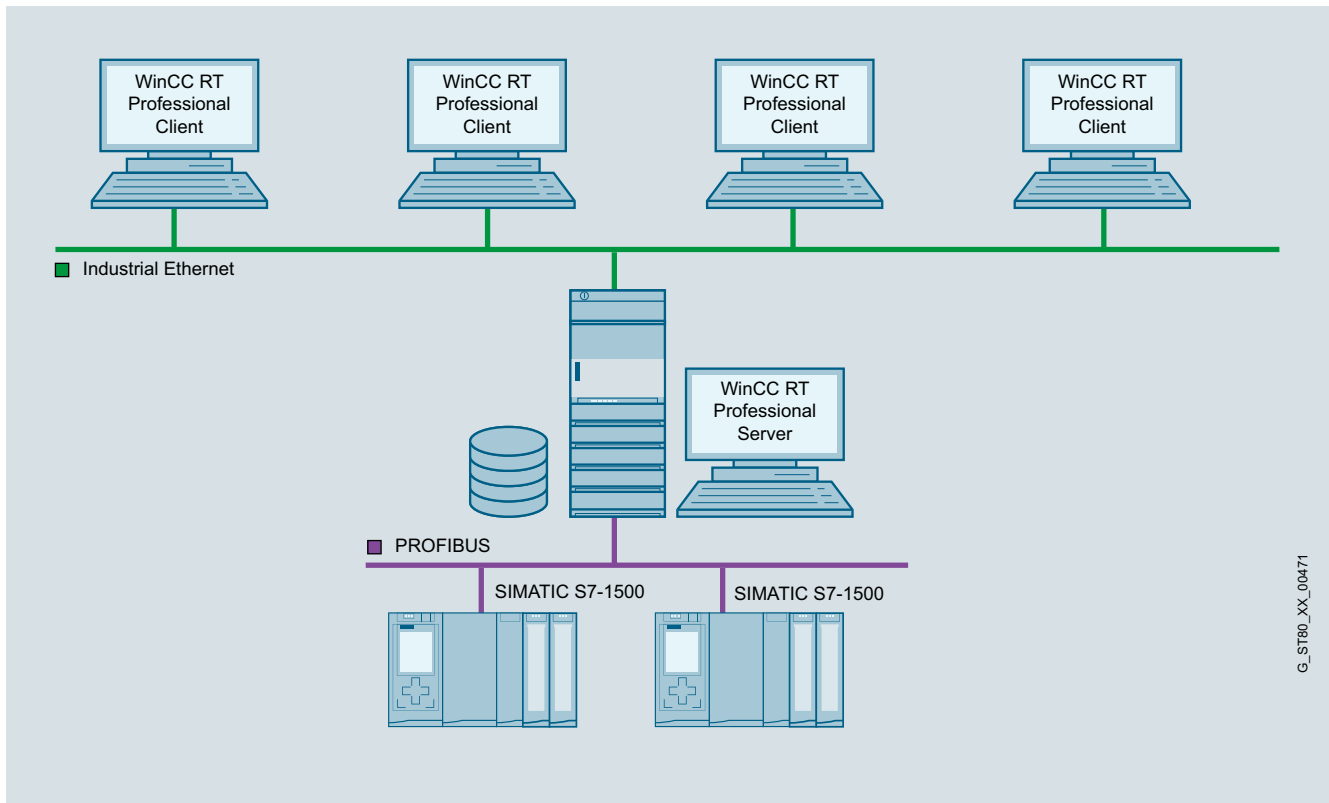 WinCC RT
Professional
Client
WinCC RT
Professional
Client
WinCC RT
Professional
Client
WinCC RT
Professional
Client
Industrial Ethernet
WinCC RT
Professional
Server
PROFIBUS
SIMATIC S7-1500
SIMATIC S7-1500
G_ST80_XX_00471